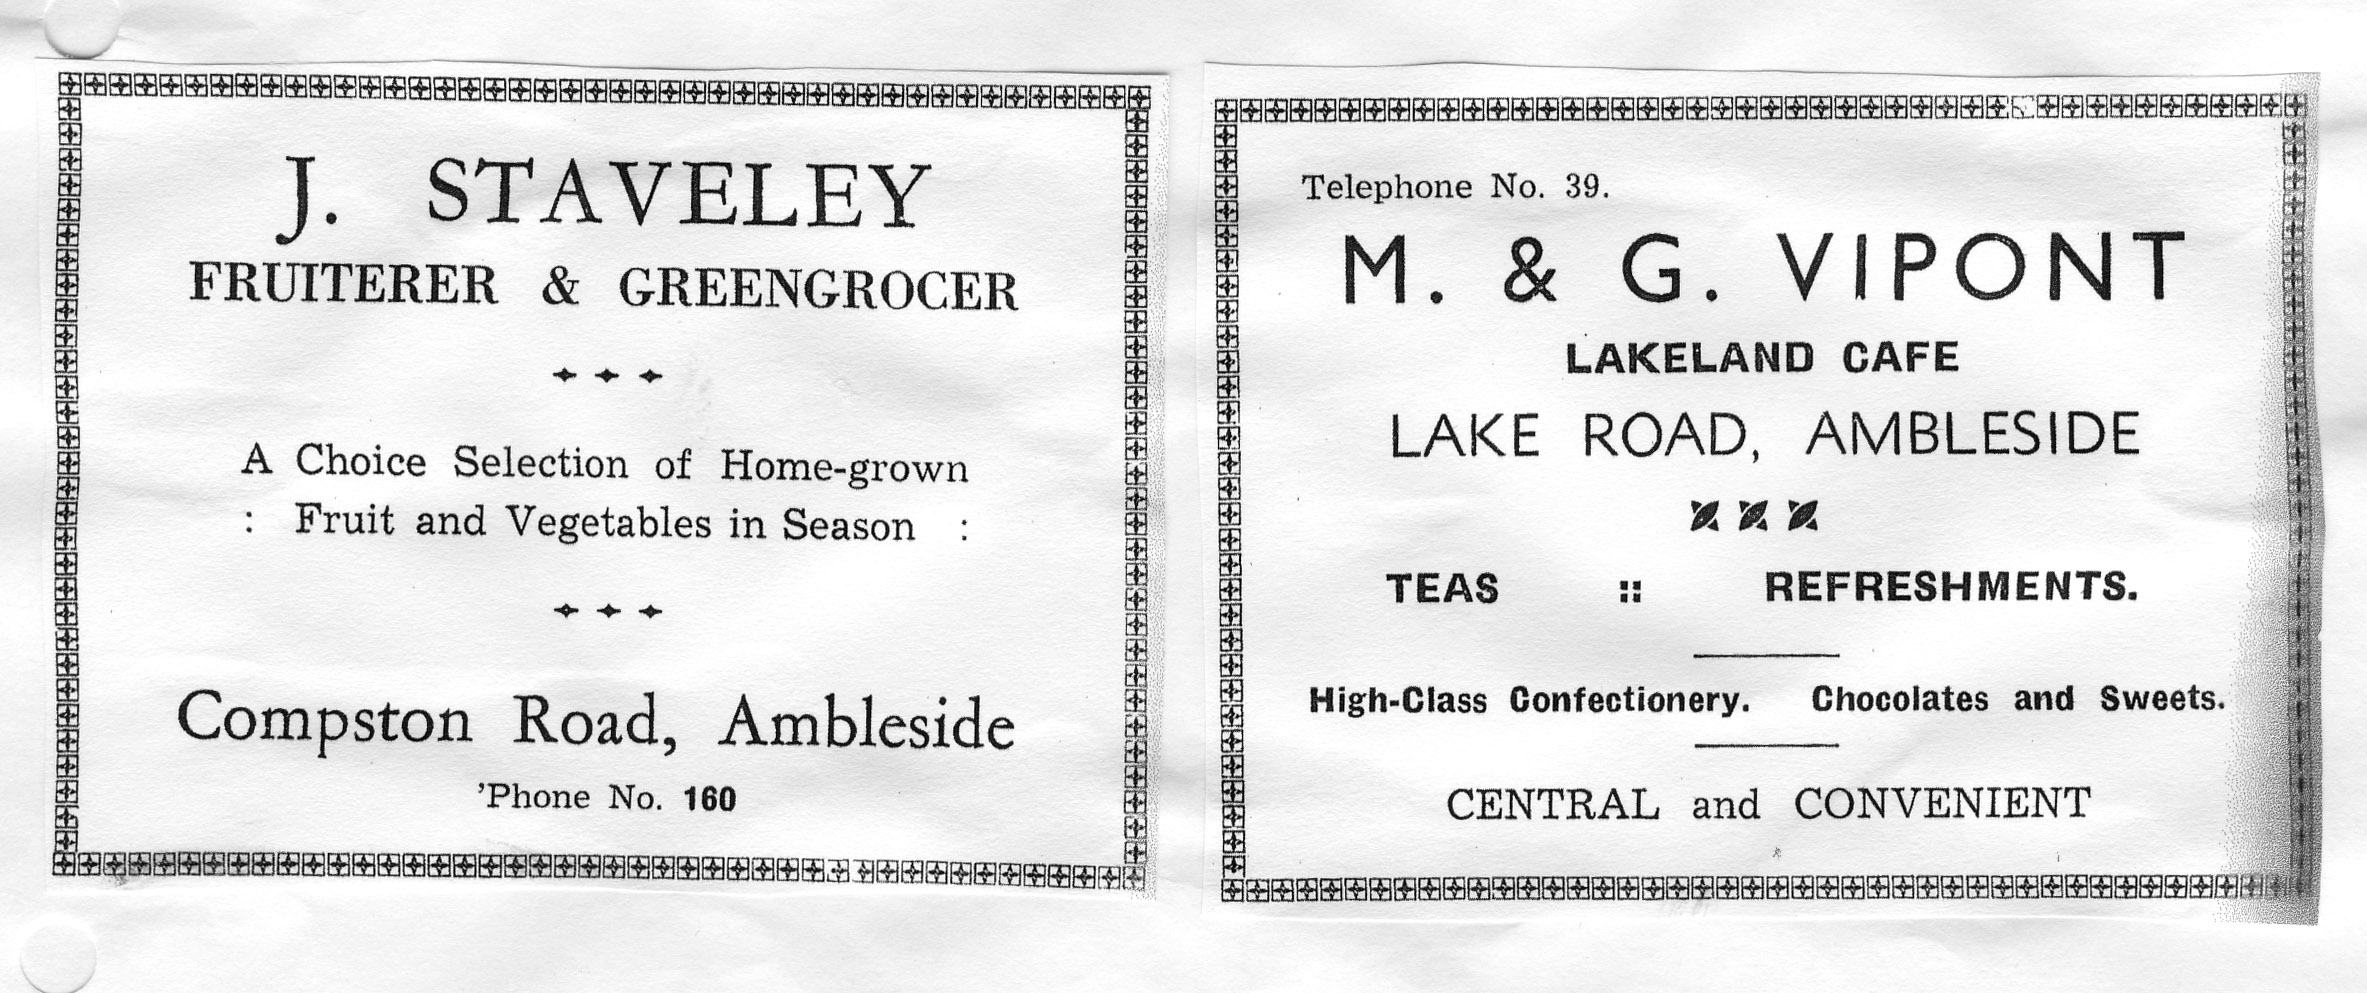 J. STAVELEY
FRUITERER & GREENGROCER
A Choice Selection of Home-grown
: Fruit and Vegetables in Season :
Compston Road, Ambleside
'Phone No. 160
Telephone No. 39.
M. & G. VIPONT
LAKELAND CAFE
LAKE ROAD, AMBLESIDE
TEAS :: REFRESHMENTS.
High-Class Confectionery. Chocolates and Sweets.
CENTRAL and CONVENIENT